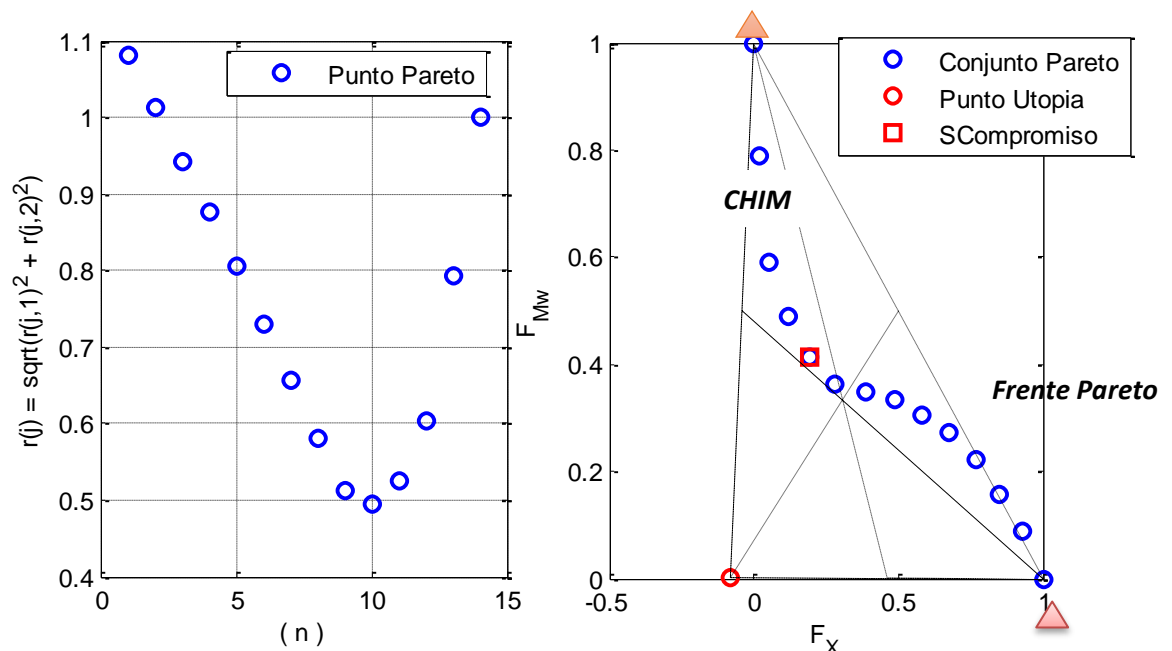 1.1
1
0.9
0.8
0.7
0.6
0.5
0.4
0
5
10
15
( n )
r(j) = sqrt(r(j,1)^2 + r(j,2)^2)
Punto Pareto
1
0.8
0.6
0.4
0.2
0
-0.5
0
0.5
1
F_X
F_Mw
Conjunto Pareto
Punto Utopia
SCompromiso
CHIM
Frente Pareto